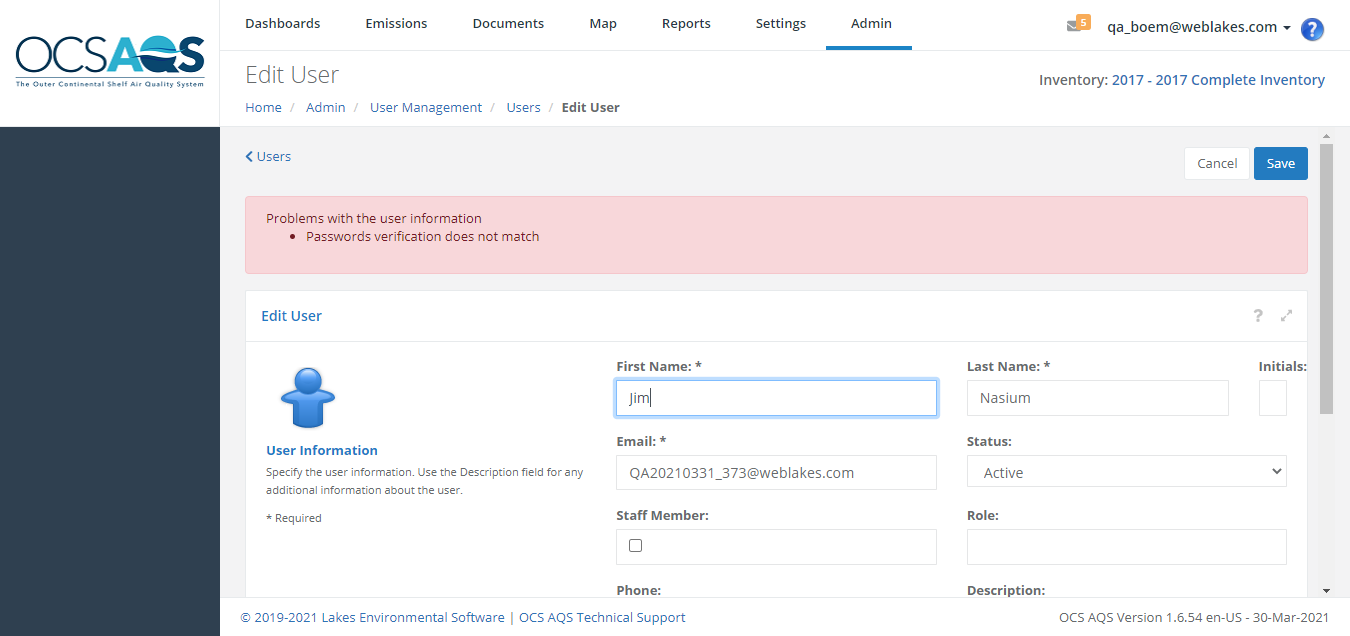 OCSAQS
The Outer Continental Shelf Air Quality System
Dashboards Emissions Documents Map Reports Settings Admin
5 qa_boem@weblakes.com ?
Edit User
Inventory: 2017 - 2017 Complete Inventory
Home / Admin / User Management / Users / Edit User
Users
Cancel Save
Problems with the user information
• Passwords verification does not match
Edit User ?
First Name: * Last Name: * Initials:
Jim Nasium
User Information
Specify the user information. Use the Description field for any
additional information about the user.
* Required
Email: * Status:
QA20210331_373@weblakes.com Active
Staff Member: Role:
Phone: Description:
© 2019-2021 Lakes Environmental Software | OCS AQS Technical Support
OCS AQS Version 1.6.54 en-US - 30-Mar-2021